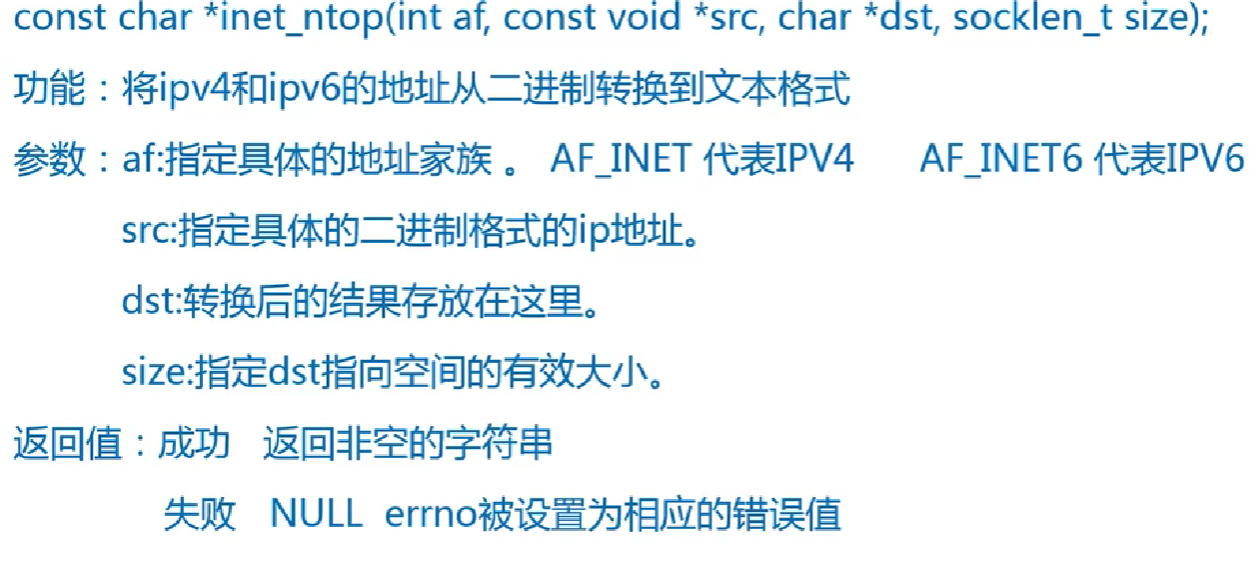 const char *inet_ntop(int af, const void *src, char *dst, socklen_t size);
功能：将ipv4和ipv6的地址从二进制转换到文本格式
参数：af:指定具体的地址家族 。 AF_INET 代表IPV4 AF_INET6 代表IPV6
src:指定具体的二进制格式的ip地址。
dst:转换后的结果存放在这里。
size:指定dst指向空间的有效大小。
返回值：成功 返回非空的字符串
失败 NULL errno被设置为相应的错误值